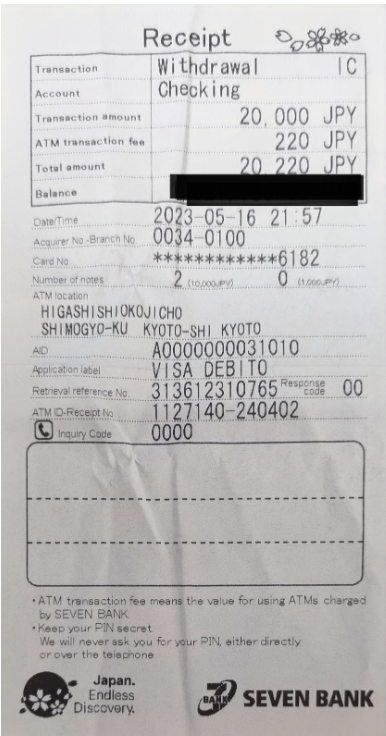 Receipt
Transaction Withdrawal IC
Account Checking
Transaction amount 20,000 JPY
ATM transaction fee 220 JPY
Total amount 20,220 JPY
Balance
Date/Time 2023-05-16 21:57
Acquirer No.-Branch No. 0034-0100
Card No. ************6182
Number of notes 2 (10,000JPY) 0 (1,000JPY)
ATM location
HIGASHISHIOKOJICHO
SHIMOGYO-KU KYOTO-SHI KYOTO
AID A0000000031010
Application label VISA DEBITO
Retrieval reference No. 313612310765 Response code 00
ATM ID-Receipt No. 1127140-240402
Inquiry Code 0000
・ATM transaction fee means the value for using ATMs charged
by SEVEN BANK
・Keep your PIN secret
We will never ask you for your PIN, either directly
or over the telephone
Japan.
Endless
Discovery.
7 BANK SEVEN BANK